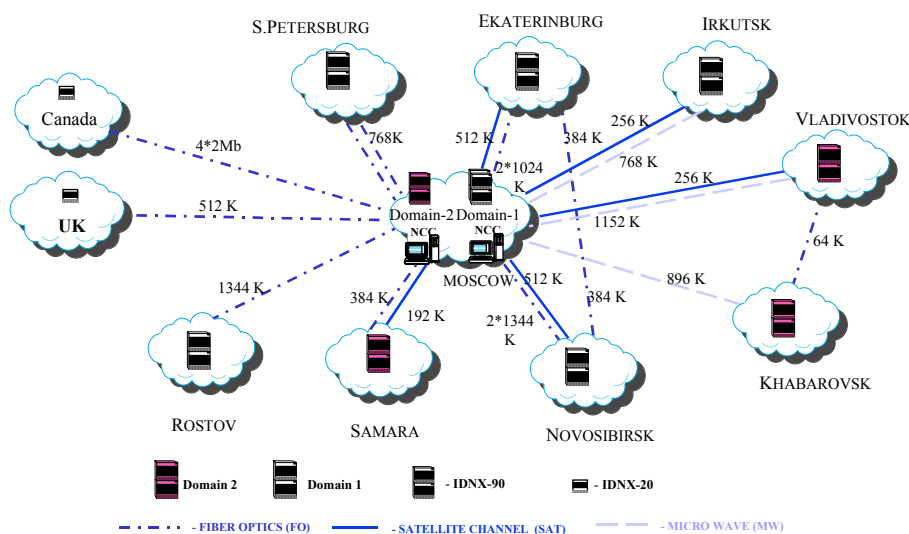 S.PETERSBURG
EKATERINBURG
IRKUTSK
Canada
768K
512 K
384 K
256 K
VLADIVOSTOK
4*2Mb
768 K
2*1024
K
256 K
UK
512 K
Domain-2 Domain-1
NCC NCC
1152 K
64 K
MOSCOW
512 K
896 K
1344 K
384 K
384 K
192 K
2*1344
K
KHABAROVSK
ROSTOV
SAMARA
NOVOSIBIRSK
Domain 2
Domain 1
- IDNX-90
- IDNX-20
- FIBER OPTICS (FO)
- SATELLITE CHANNEL (SAT)
- MICRO WAVE (MW)